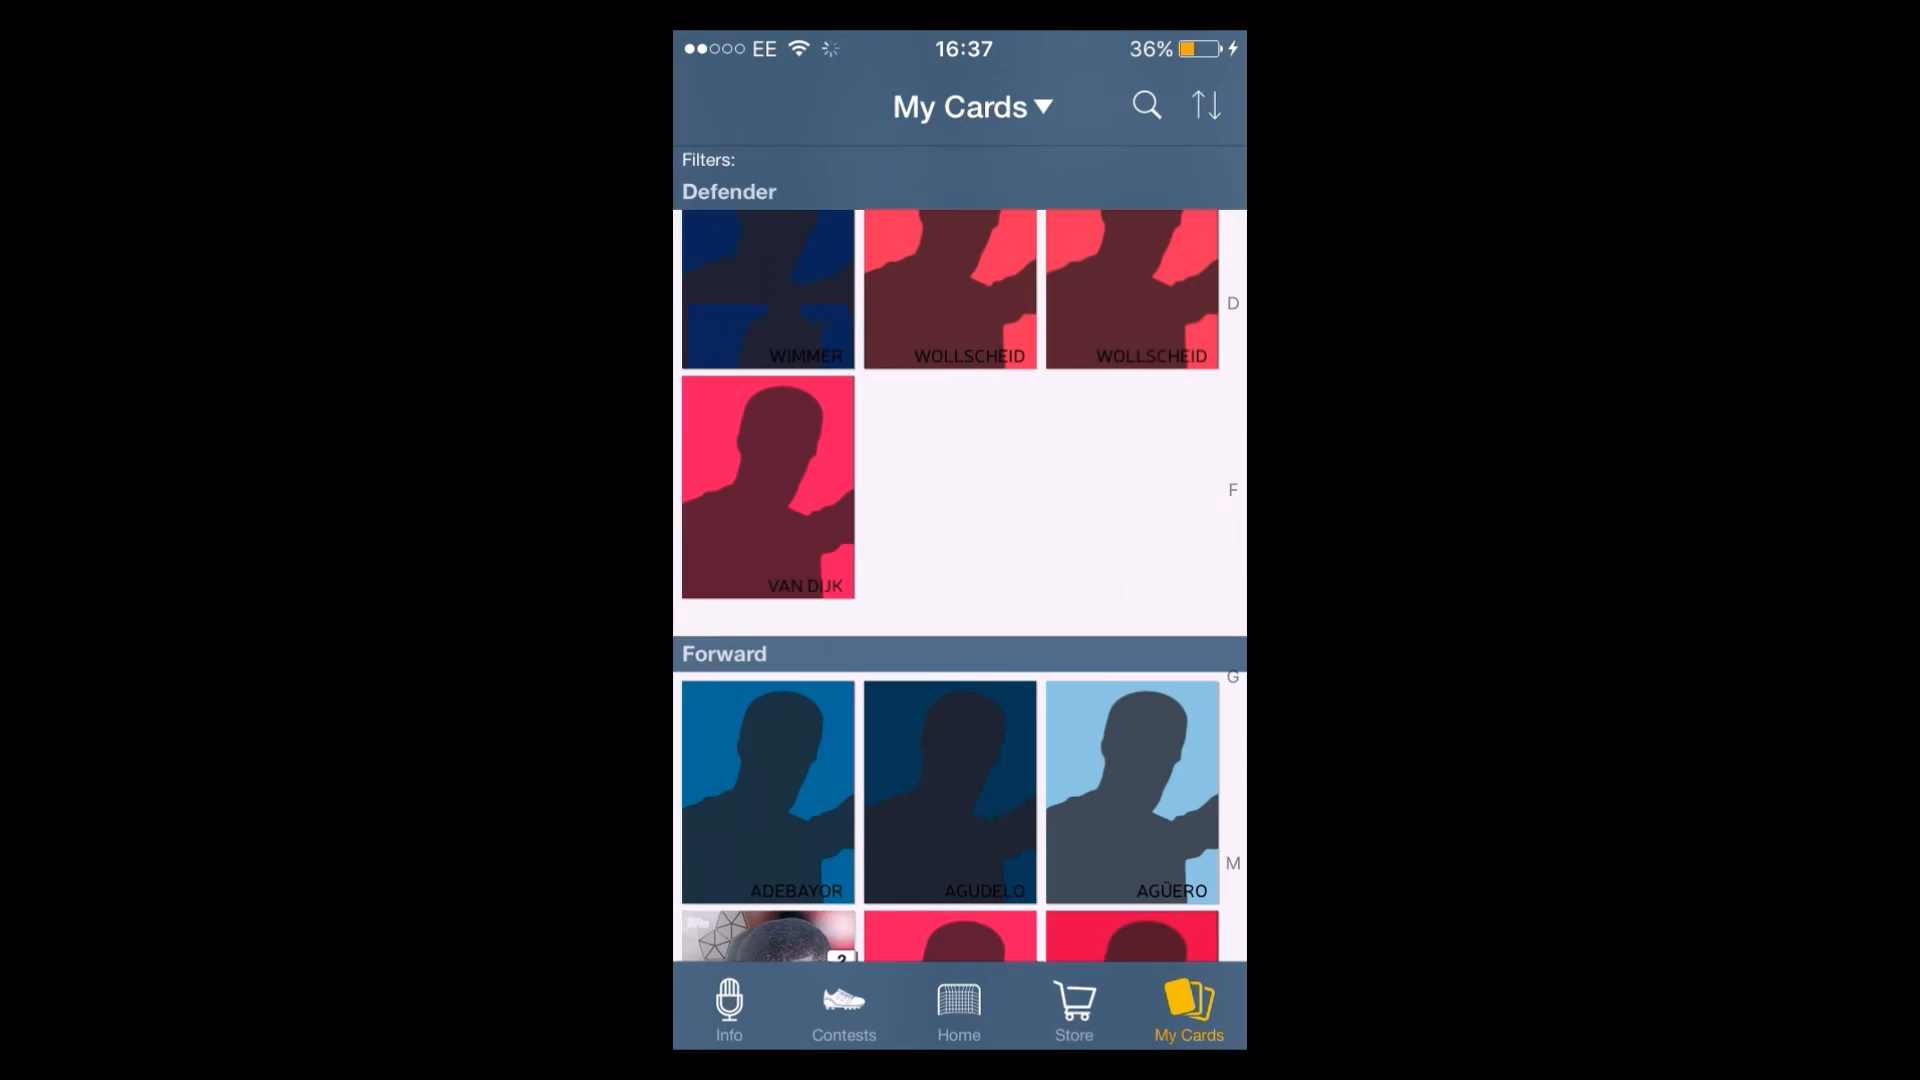 EE 16:37 36%
My Cards
Filters:
Defender
WIMMER WOLLSCHEID WOLLSCHEID
D
VAN DIJK
F
Forward
G
ADEBAYOR AGUDELO AGÜERO
M
2
Info Contests Home Store My Cards